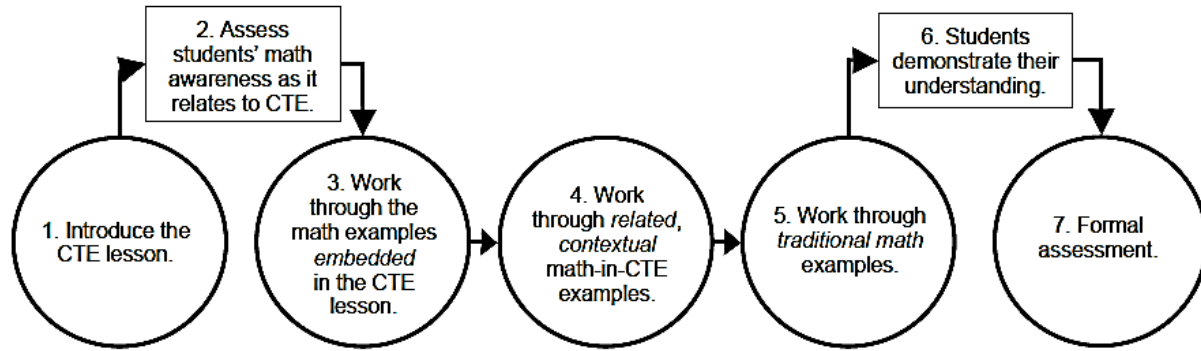 2. Assess
students' math
awareness as it
relates to CTE.
6. Students
demonstrate their
understanding.
1. Introduce the
CTE lesson.
3. Work
through the
math examples
embedded
in the CTE
lesson.
4. Work
through related,
contextual
math-in-CTE
examples.
5. Work through
traditional math
examples.
7. Formal
assessment.